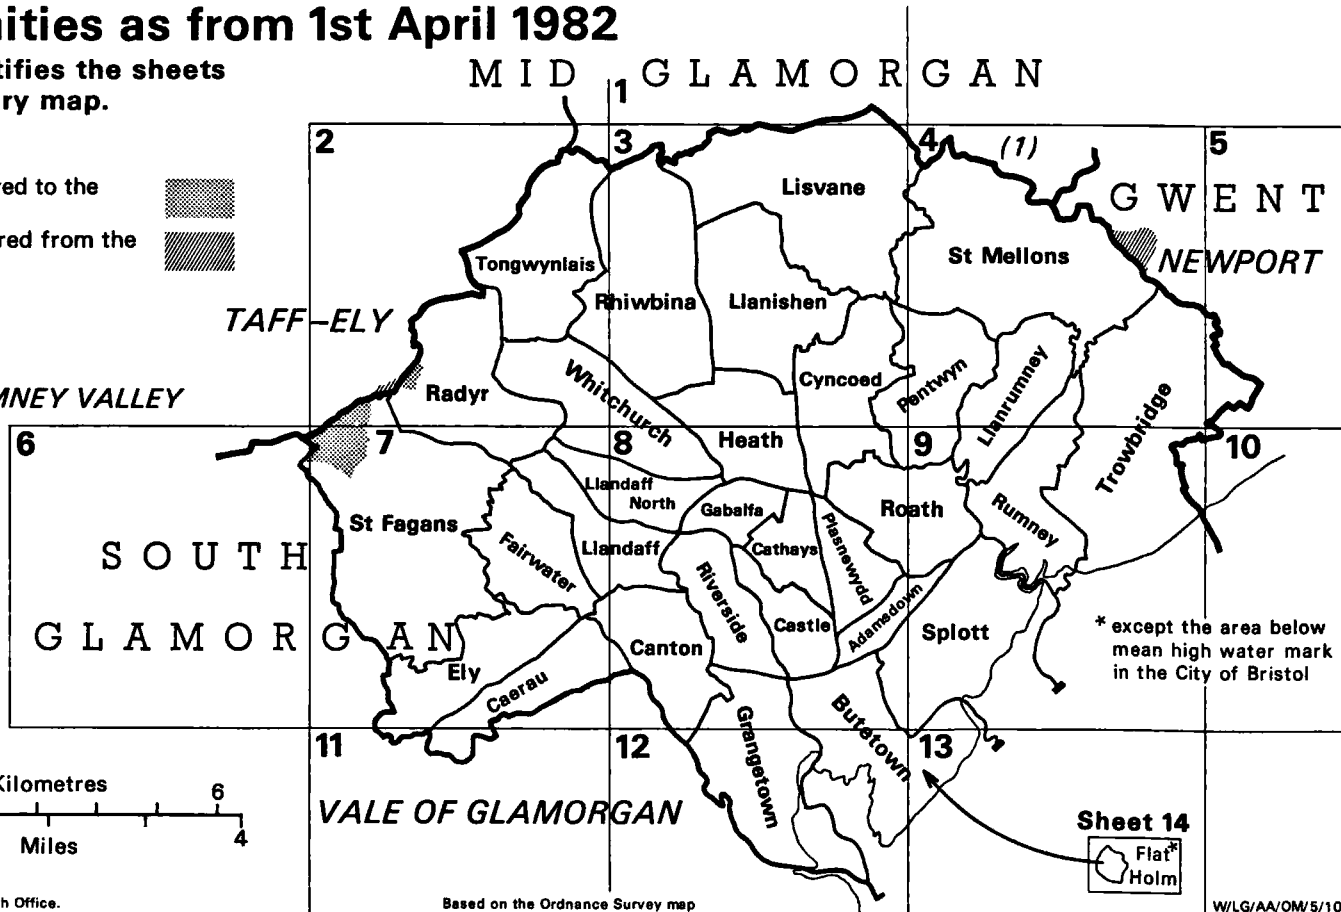 ities as from 1st April 1982
tifies the sheets
ry map.
MID GLAMORGAN
1
2
3
4
(1)
5
red to the
red from the
Lisvane
GWENT
NEWPORT
St Mellons
Tongwynlais
Rhiwbina
Llanishen
TAFF-ELY
MNEY VALLEY
Radyr
Whitchurch
Cyncoed
Pentwyn
Llanrumney
Trowbridge
6
7
8
9
10
Heath
Llandaff
North
Gabalfa
Roath
Rumney
St Fagans
Fairwater
Llandaff
Cathays
Plasnewydd
SOUTH
GLAMORGAN
Riverside
Castle
Adamsdown
Splott
Canton
Ely
Caerau
* except the area below
mean high water mark
in the City of Bristol
Grangetown
Butetown
11
12
13
Kilometres
6
Miles
4
VALE OF GLAMORGAN
Sheet 14
Flat*
Holm
h Office.
Based on the Ordnance Survey map
W/LG/AA/OM/5/10